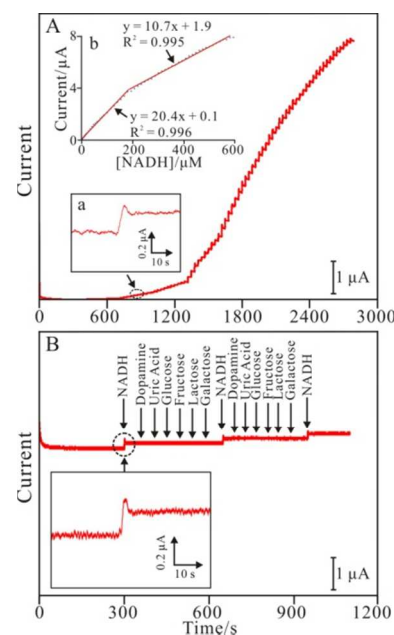 A
b
y = 10.7x + 1.9
R² = 0.995
Current/μA
8
4
0
y = 20.4x + 0.1
R² = 0.996
0
200
400
600
[NADH]/μM
Current
a
0.2 μA
10 s
1 μA
0
600
1200
1800
2400
3000
B
NADH
Dopamine
Uric Acid
Glucose
Fructose
Lactose
Galactose
NADH
Dopamine
Uric Acid
Glucose
Fructose
Lactose
Galactose
NADH
Current
0.2 μA
10 s
1 μA
0
300
600
900
1200
Time/s